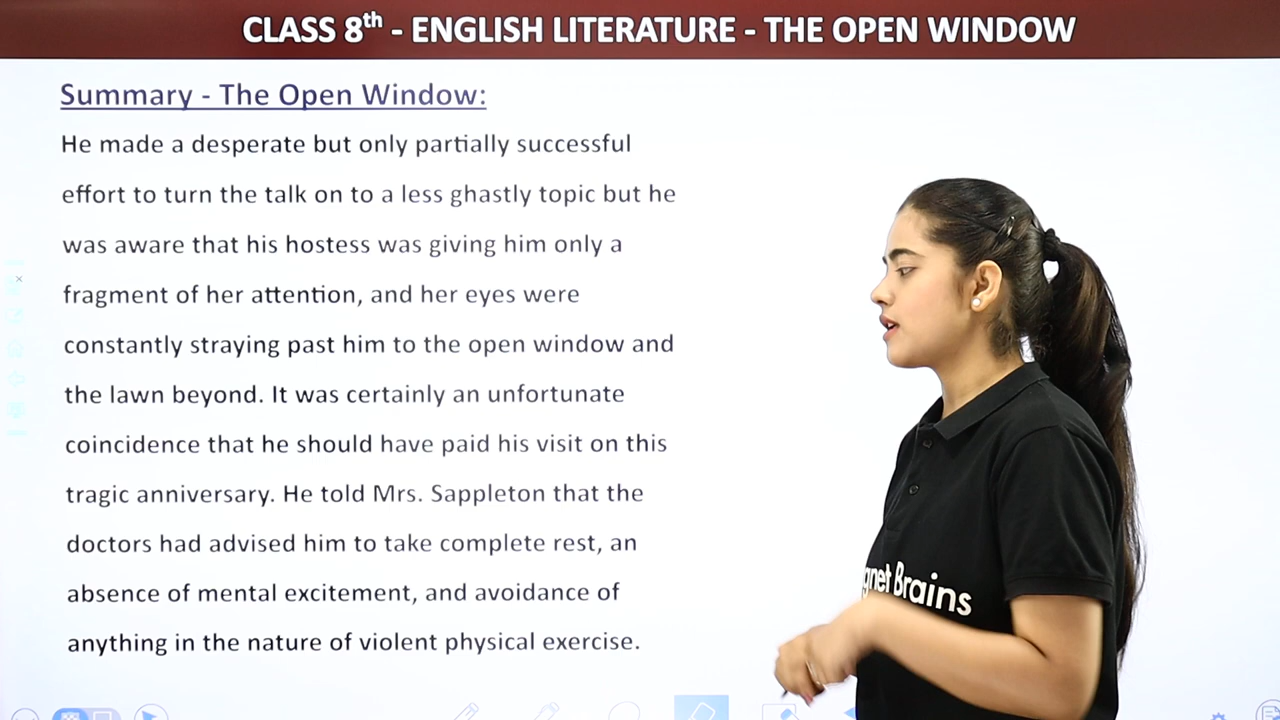 CLASS 8th - ENGLISH LITERATURE - THE OPEN WINDOW
Summary - The Open Window:
He made a desperate but only partially successful
effort to turn the talk on to a less ghastly topic but he
was aware that his hostess was giving him only a
fragment of her attention, and her eyes were
constantly straying past him to the open window and
the lawn beyond. It was certainly an unfortunate
coincidence that he should have paid his visit on this
tragic anniversary. He told Mrs. Sappleton that the
doctors had advised him to take complete rest, an
absence of mental excitement, and avoidance of
anything in the nature of violent physical exercise.
gnet Brains